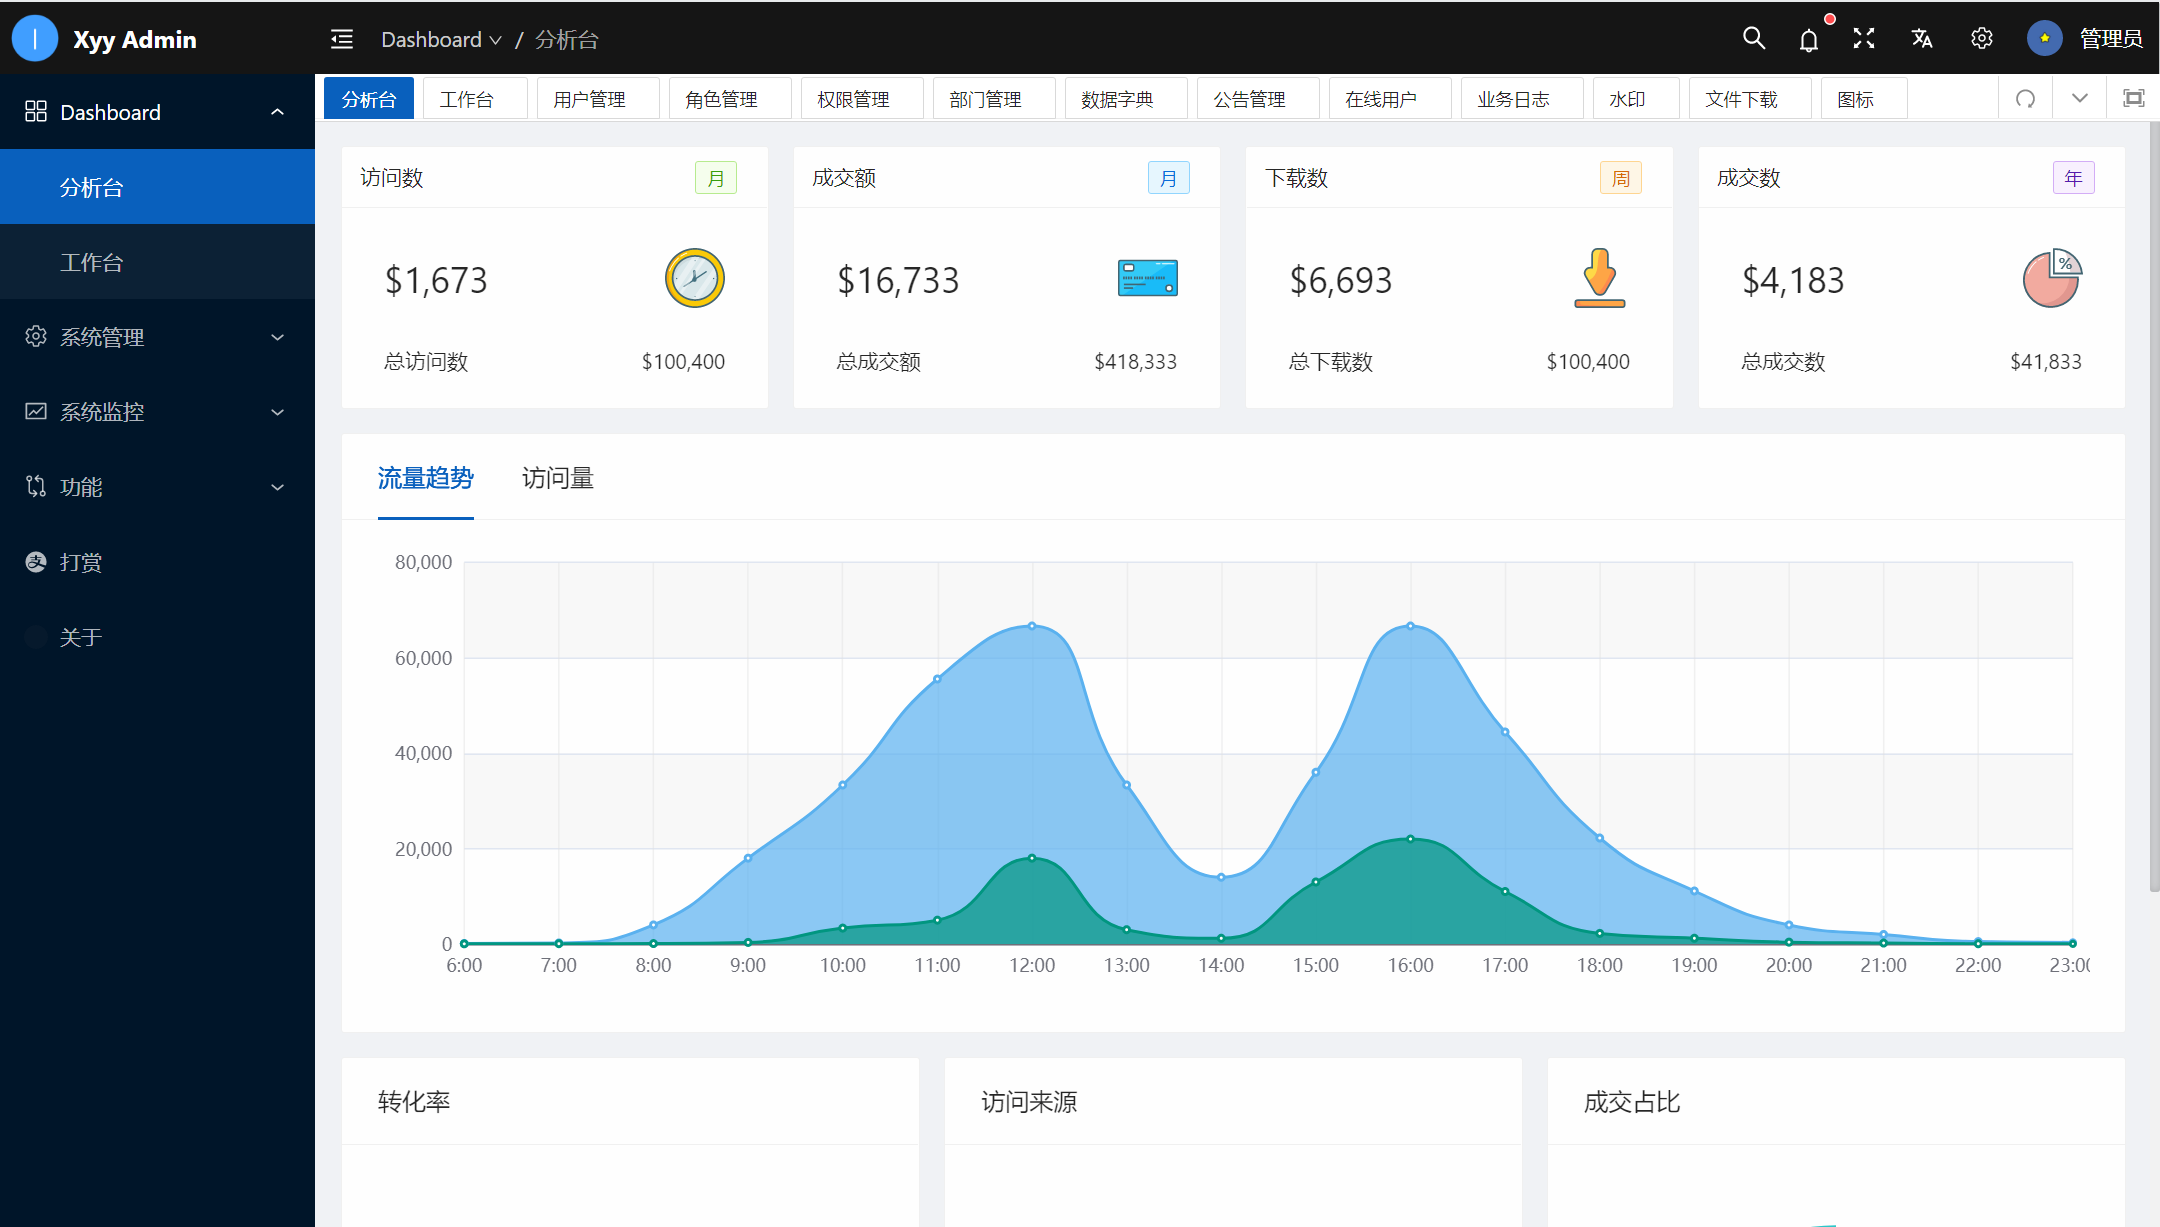 Xyy Admin
Dashboard / 分析台
管理员
Dashboard
分析台
工作台
系统管理
系统监控
功能
打赏
关于
分析台 工作台 用户管理 角色管理 权限管理 部门管理 数据字典 公告管理 在线用户 业务日志 水印 文件下载 图标
访问数 月
$1,673
总访问数 $100,400
成交额 月
$16,733
总成交额 $418,333
下载数 周
$6,693
总下载数 $100,400
成交数 年
%
$4,183
总成交数 $41,833
流量趋势 访问量
80,000
60,000
40,000
20,000
0
6:00 7:00 8:00 9:00 10:00 11:00 12:00 13:00 14:00 15:00 16:00 17:00 18:00 19:00 20:00 21:00 22:00 23:00
转化率
访问来源
成交占比